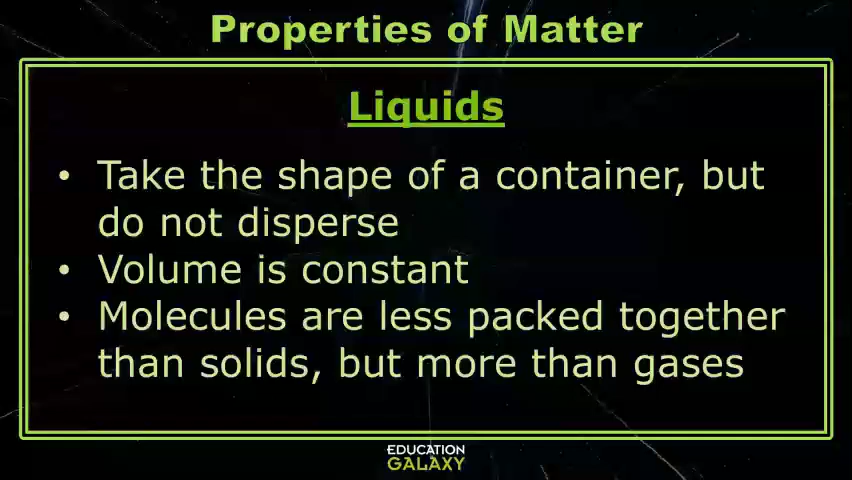 Properties of Matter
Liquids
• Take the shape of a container, but
do not disperse
• Volume is constant
• Molecules are less packed together
than solids, but more than gases
EDUCATION
GALAXY